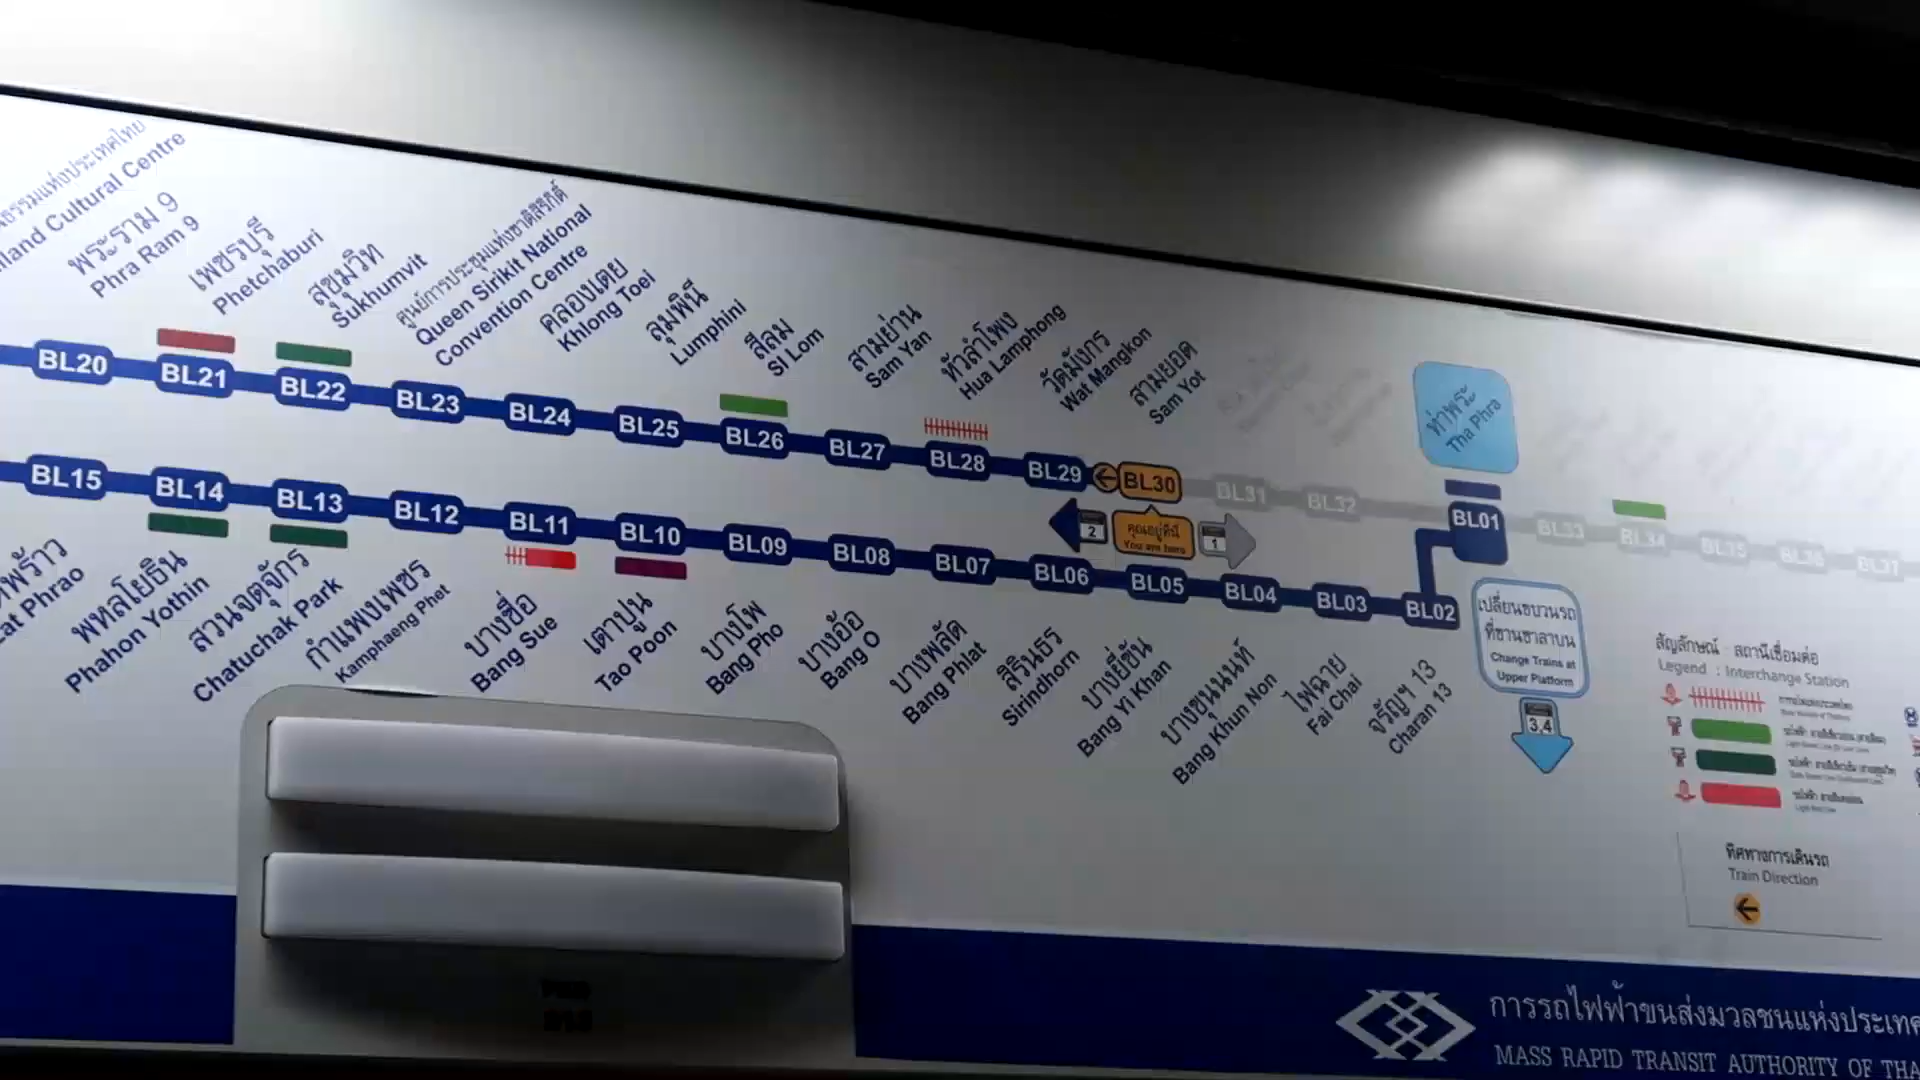 land Cultural Centre
พระราม 9
Phra Ram 9
เพชรบุรี
Phetchaburi
สุขุมวิท
Sukhumvit
ศูนย์การประชุมแห่งชาติสิริกิติ์
Queen Sirikit National
Convention Centre
คลองเตย
Khlong Toei
ลุมพินี
Lumphini
สีลม
Si Lom
สามย่าน
Sam Yan
หัวลำโพง
Hua Lamphong
วัดมังกร
Wat Mangkon
สามยอด
Sam Yot
ท่าพระ
Tha Phra
BL20
BL21
BL22
BL23
BL24
BL25
BL26
BL27
BL28
BL29
BL30
BL31
BL32
BL01
BL33
BL34
BL35
BL36
BL37
2
คุณอยู่ที่นี่
You are here
1
BL15
BL14
BL13
BL12
BL11
BL10
BL09
BL08
BL07
BL06
BL05
BL04
BL03
BL02
ดพร้าว
at Phrao
พหลโยธิน
Phahon Yothin
สวนจตุจักร
Chatuchak Park
กำแพงเพชร
Kamphaeng Phet
บางซื่อ
Bang Sue
เตาปูน
Tao Poon
บางโพ
Bang Pho
บางอ้อ
Bang O
บางพลัด
Bang Phlat
สิรินธร
Sirindhorn
บางยี่ขัน
Bang Yi Khan
บางขุนนนท์
Bang Khun Non
ไฟฉาย
Fai Chai
จรัญฯ 13
Charan 13
เปลี่ยนขบวนรถ
ที่ชานชาลาบน
Change Trains at
Upper Platform
3,4
สัญลักษณ์ : สถานีเชื่อมต่อ
Legend : Interchange Station
ทิศทางการเดินรถ
Train Direction
การรถไฟฟ้าขนส่งมวลชนแห่งประเทศ
MASS RAPID TRANSIT AUTHORITY OF THA